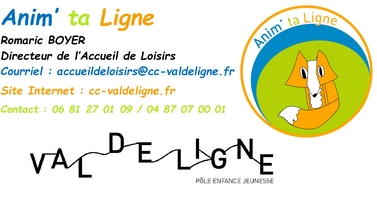 Anim' ta Ligne
Romaric BOYER
Directeur de l'Accueil de Loisirs
Courriel : accueildeloisirs@cc-valdeligne.fr
Site Internet : cc-valdeligne.fr
Contact : 06 81 27 01 09 / 04 87 07 00 01
Anim' ta Ligne
VAL DE LIGNE
PÔLE ENFANCE JEUNESSE